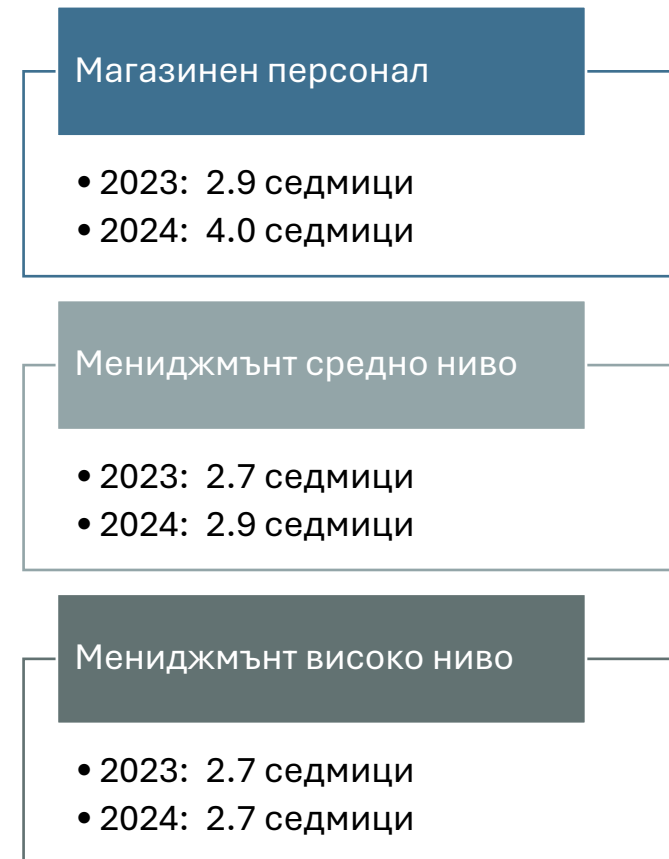 Магазинен персонал
• 2023: 2.9 седмици
• 2024: 4.0 седмици
Мениджмънт средно ниво
• 2023: 2.7 седмици
• 2024: 2.9 седмици
Мениджмънт високо ниво
• 2023: 2.7 седмици
• 2024: 2.7 седмици